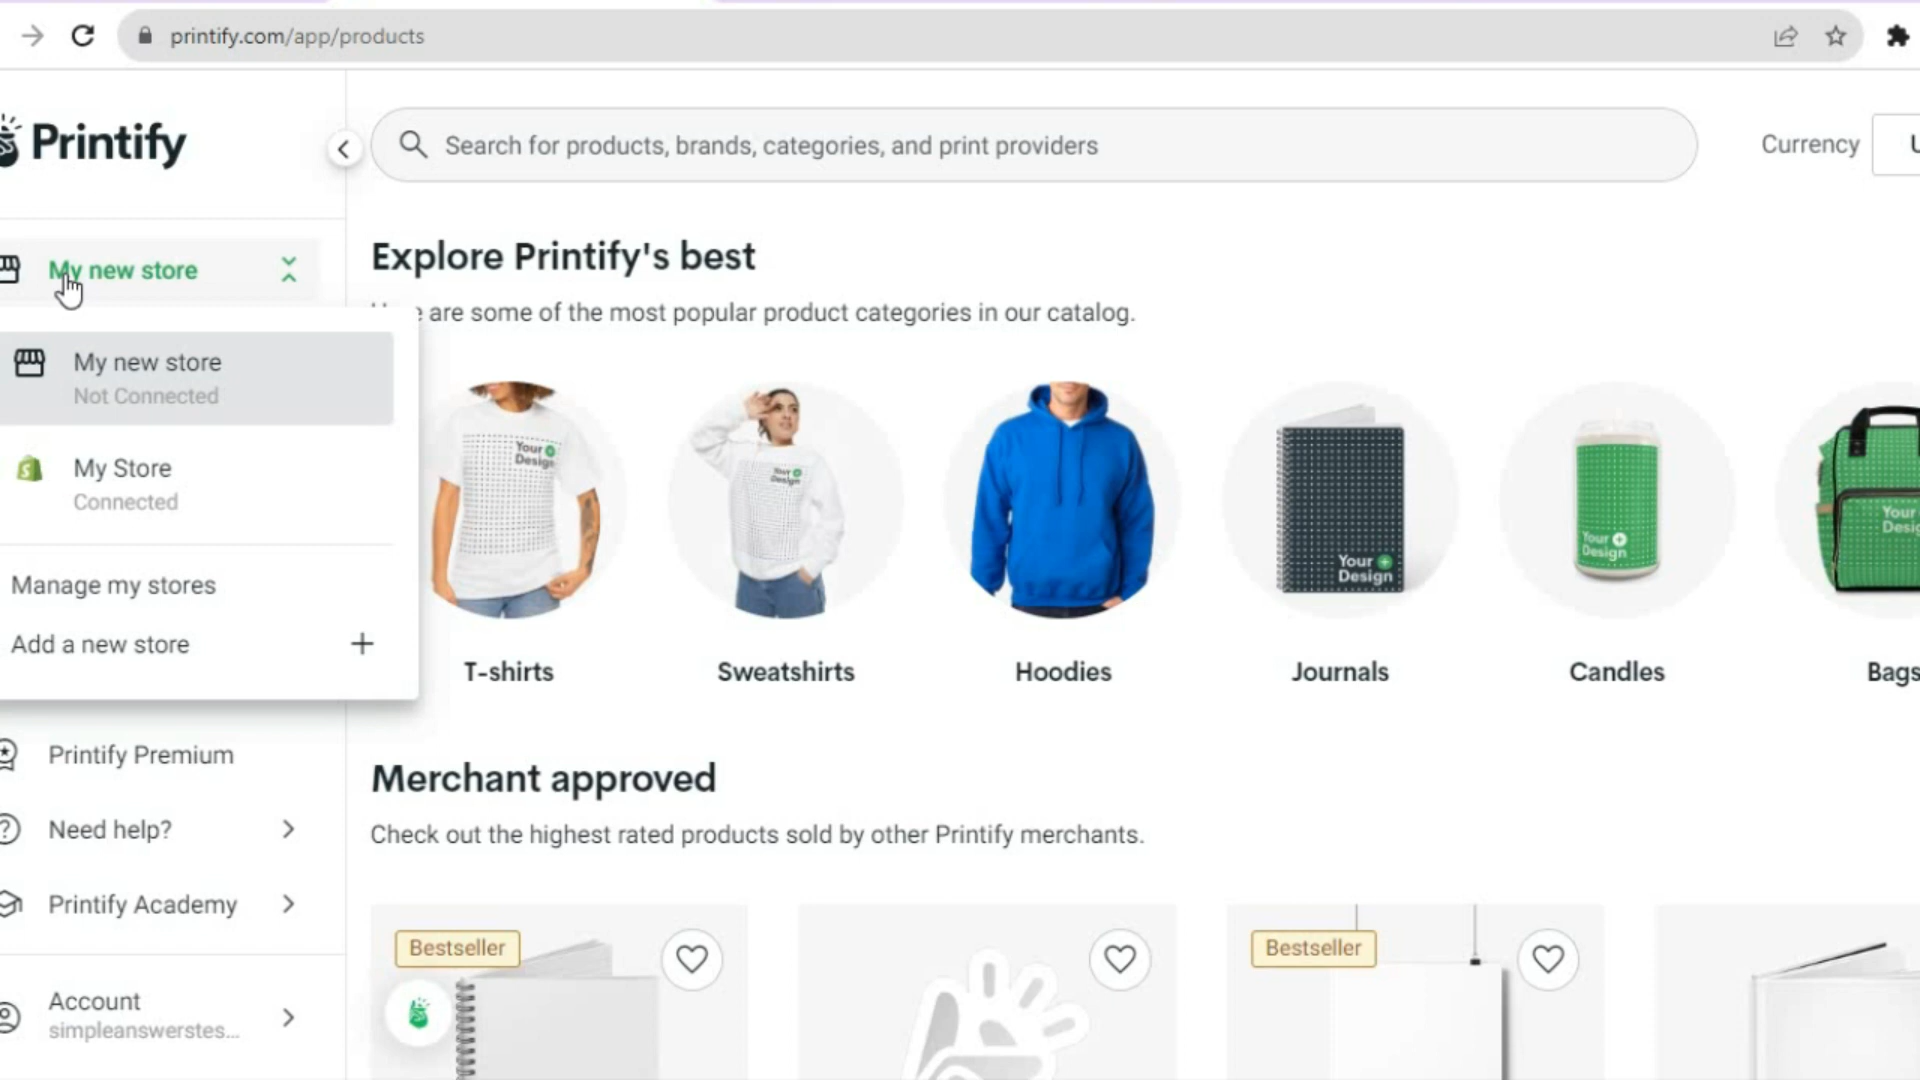 printify.com/app/products
Printify
Search for products, brands, categories, and print providers
Currency
My new store
Explore Printify's best
are some of the most popular product categories in our catalog.
My new store
Not Connected
My Store
Connected
Manage my stores
Add a new store
Your Design
Your Design
Your Design
Your Design
Your
T-shirts
Sweatshirts
Hoodies
Journals
Candles
Bags
Printify Premium
Need help?
Printify Academy
Account
simpleanswerstes...
Merchant approved
Check out the highest rated products sold by other Printify merchants.
Bestseller
Bestseller